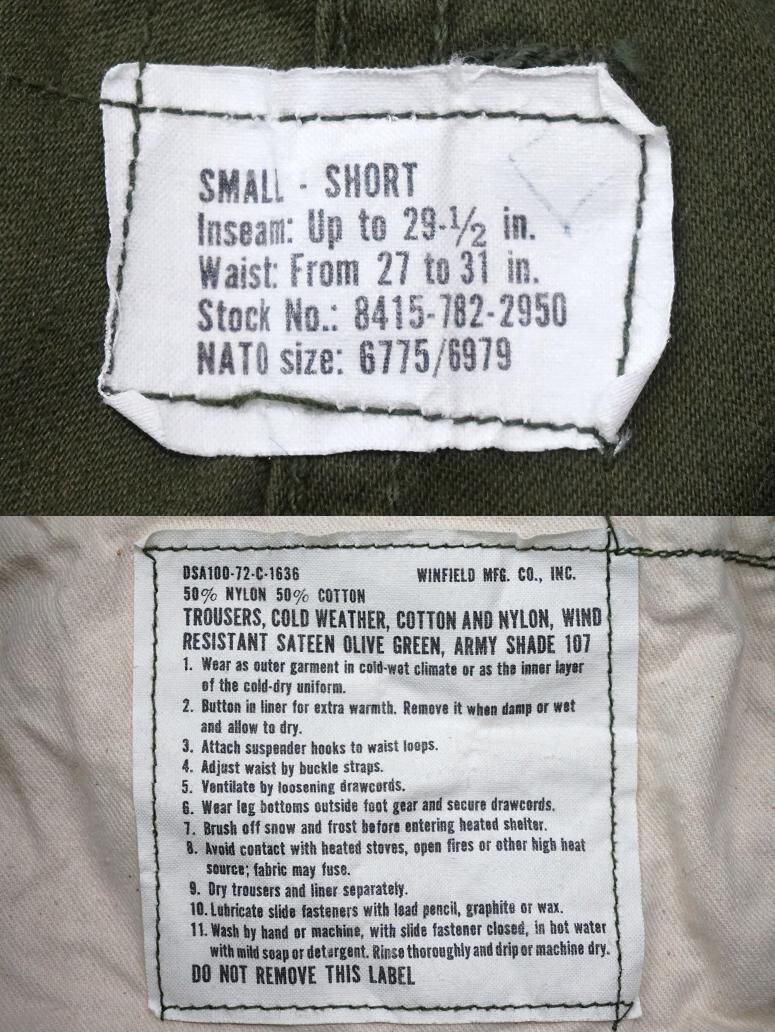 SMALL - SHORT
Inseam: Up to 29-1/2 in.
Waist: From 27 to 31 in.
Stock No.: 8415-782-2950
NATO size: 6775/6979
DSA100-72-C-1636 WINFIELD MFG. CO., INC.
50% NYLON 50% COTTON
TROUSERS, COLD WEATHER, COTTON AND NYLON, WIND
RESISTANT SATEEN OLIVE GREEN, ARMY SHADE 107
1. Wear as outer garment in cold-wet climate or as the inner layer
of the cold-dry uniform.
2. Button in liner for extra warmth. Remove it when damp or wet
and allow to dry.
3. Attach suspender hooks to waist loops.
4. Adjust waist by buckle straps.
5. Ventilate by loosening drawcords.
6. Wear leg bottoms outside foot gear and secure drawcords.
7. Brush off snow and frost before entering heated shelter.
8. Avoid contact with heated stoves, open fires or other high heat
source; fabric may fuse.
9. Dry trousers and liner separately.
10. Lubricate slide fasteners with lead pencil, graphite or wax.
11. Wash by hand or machine, with slide fastener closed, in hot water
with mild soap or detergent. Rinse thoroughly and drip or machine dry.
DO NOT REMOVE THIS LABEL